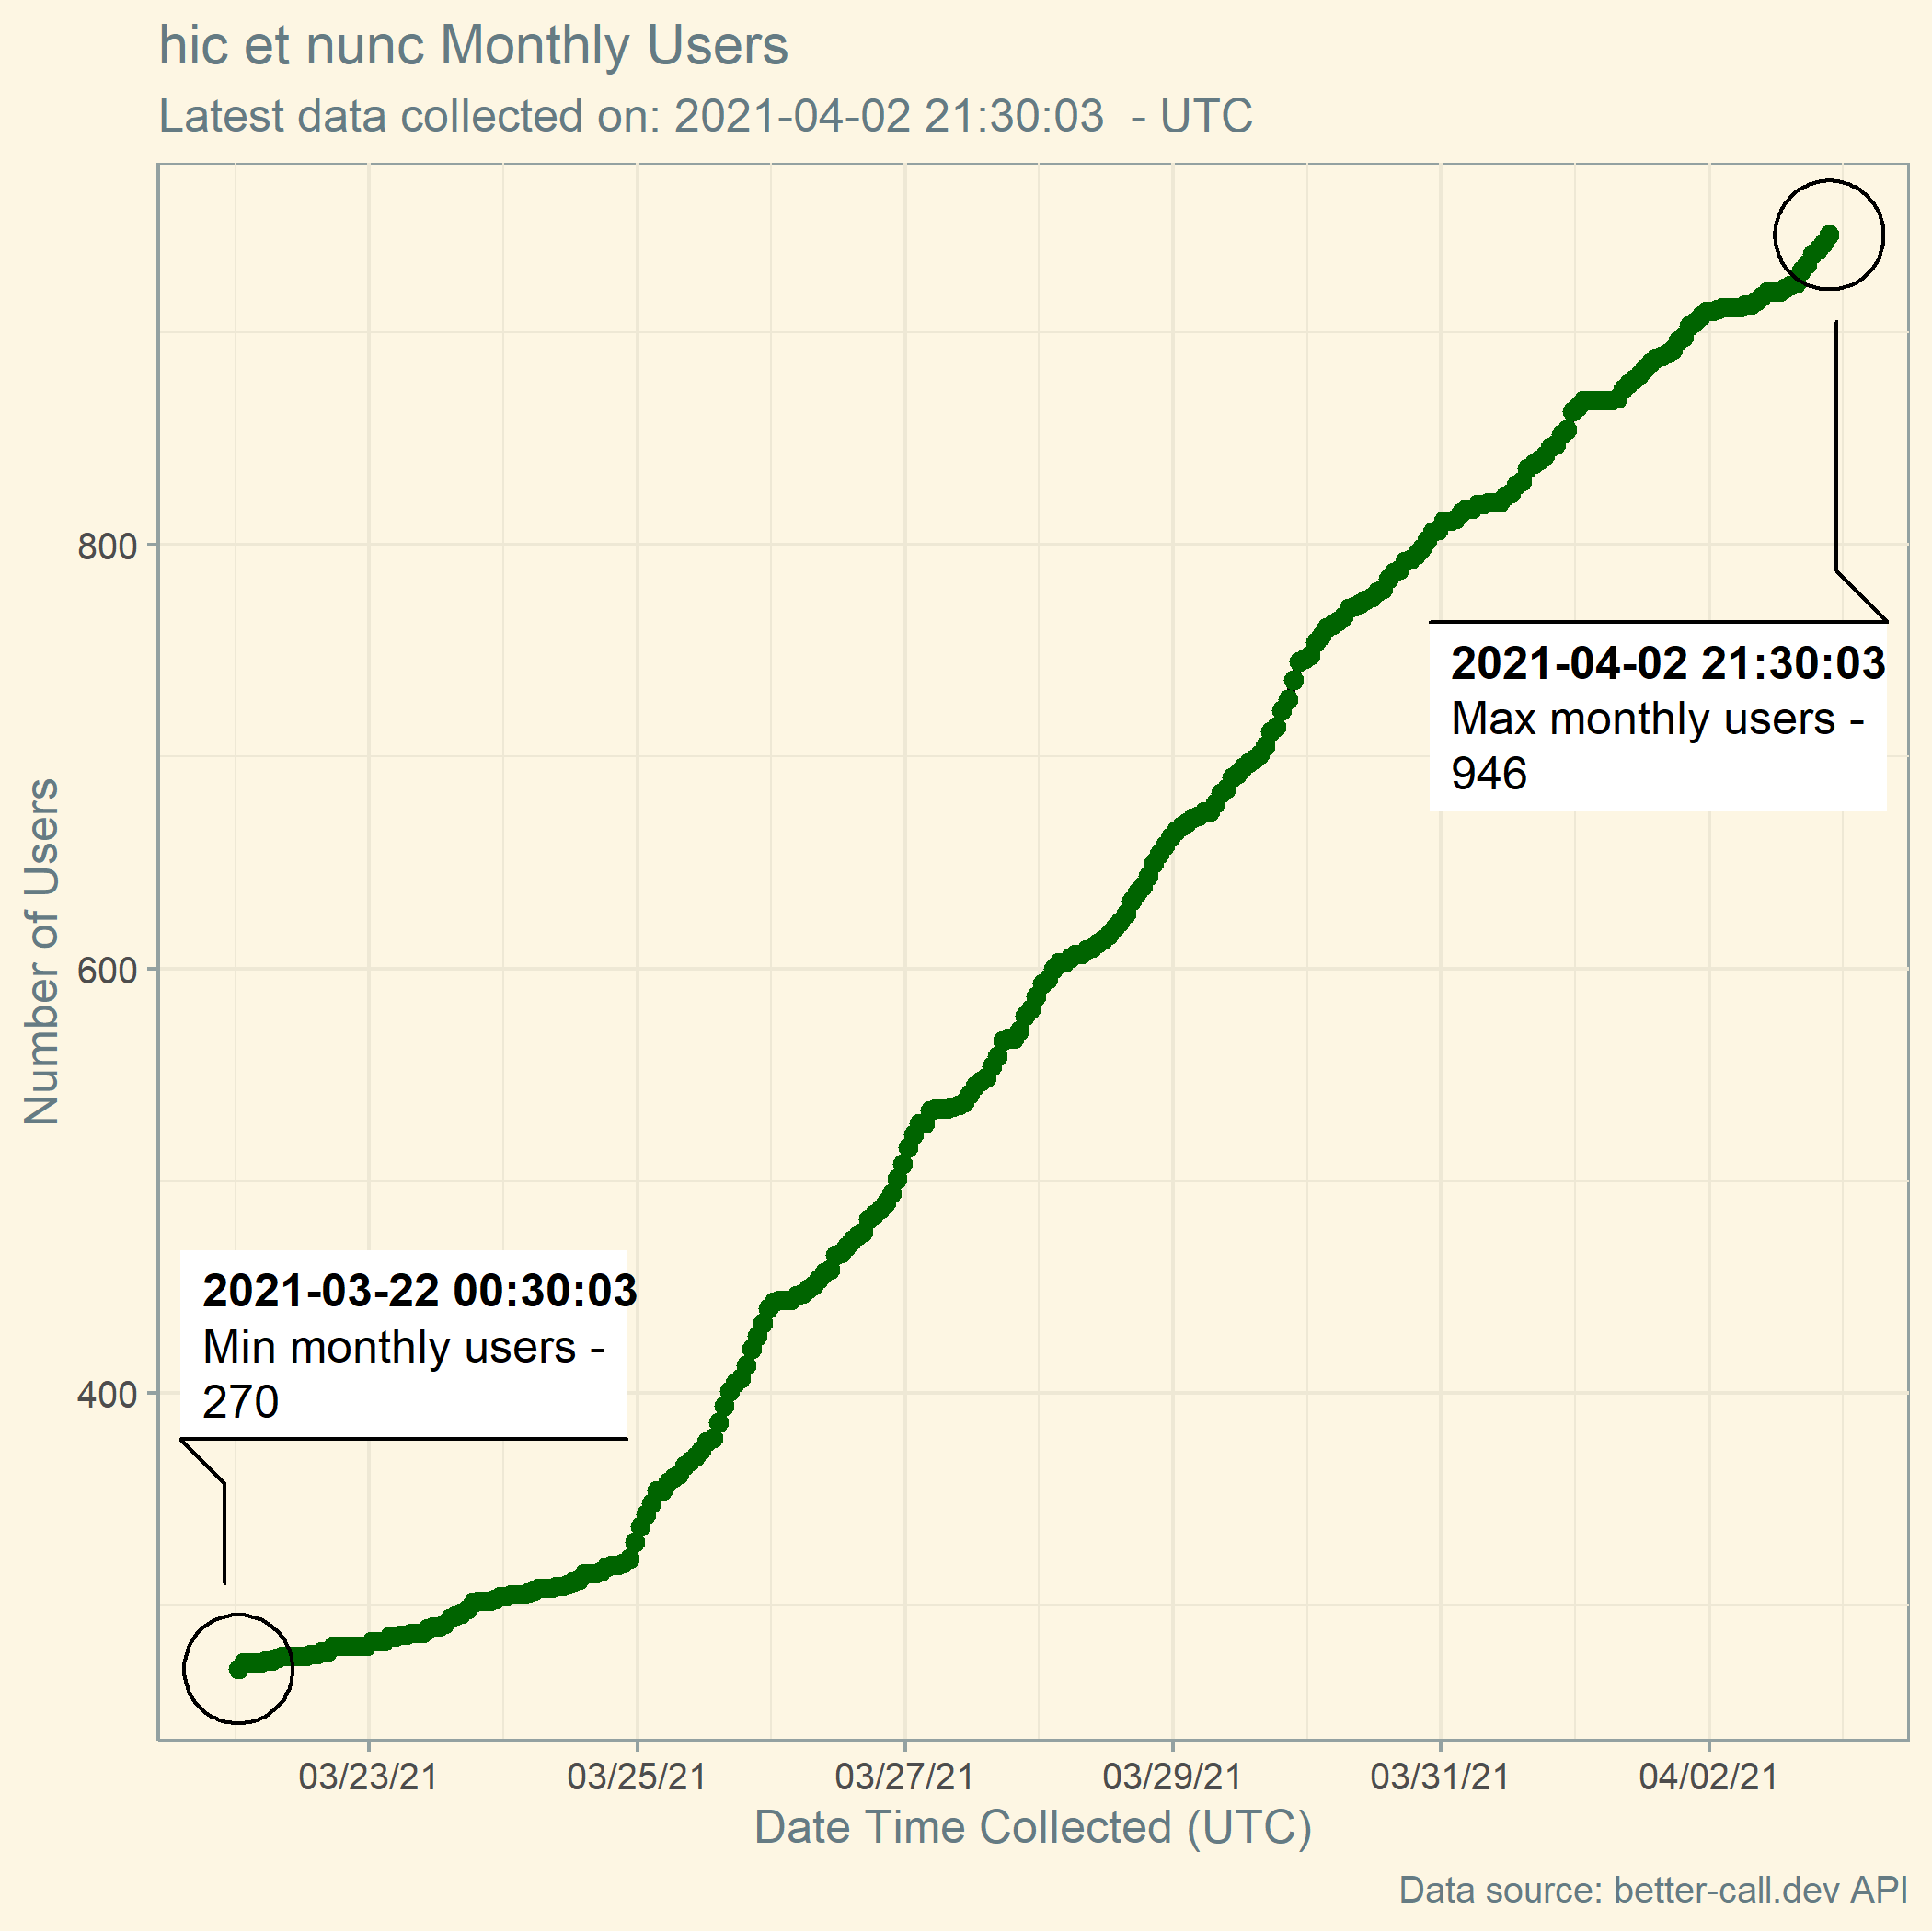 hic et nunc Monthly Users
Latest data collected on: 2021-04-02 21:30:03  - UTC
Number of Users
800
600
400
2021-04-02 21:30:03
Max monthly users -
946
2021-03-22 00:30:03
Min monthly users -
270
03/23/21 03/25/21 03/27/21 03/29/21 03/31/21 04/02/21
Date Time Collected (UTC)
Data source: better-call.dev API